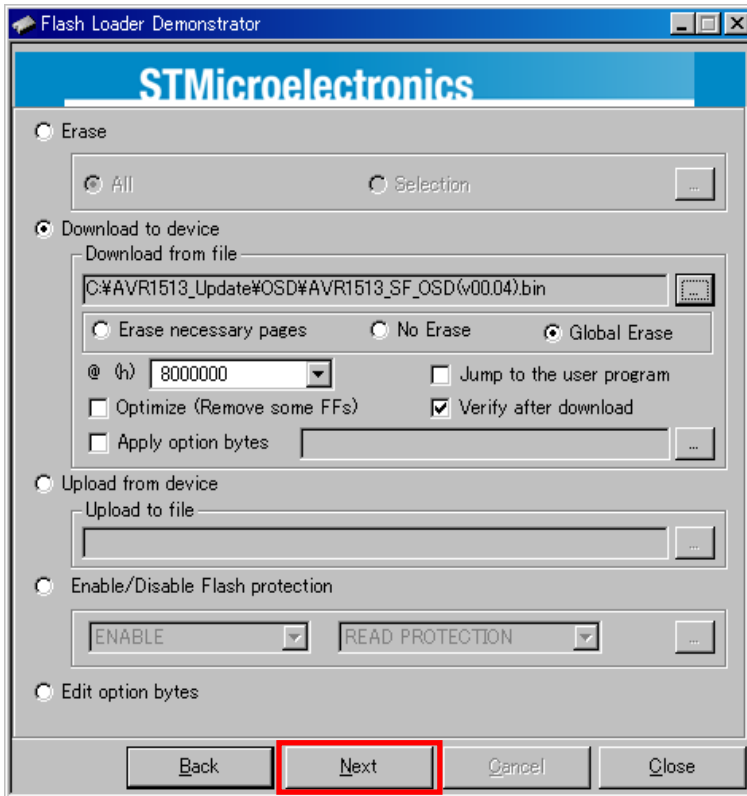 Flash Loader Demonstrator
STMicroelectronics
Erase
All Selection ...
Download to device
Download from file
C:¥AVR1513_Update¥OSD¥AVR1513_SF_OSD(v00.04).bin ...
Erase necessary pages No Erase Global Erase
@ (h) 8000000 Jump to the user program
Optimize (Remove some FFs) Verify after download
Apply option bytes ...
Upload from device
Upload to file
...
Enable/Disable Flash protection
ENABLE READ PROTECTION ...
Edit option bytes
Back Next Cancel Close